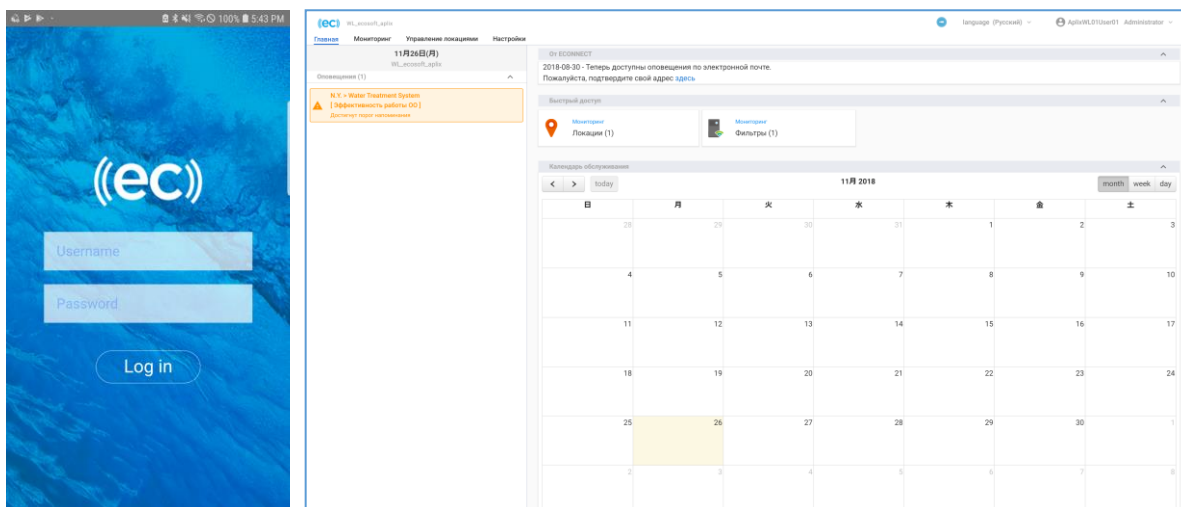 100% 5:43 PM
((ec))
Username
Password
Log in
((ec)) WL_ecosoft_aplix
language (Русский)
AplixWL01User01 Administrator
Главная Мониторинг Управление локациями Настройки
11月26日(月)
WL_ecosoft_aplix
Оповещения (1)
N.Y. - Water Treatment System
[ Эффективность работы ОО ]
Достигнут порог напоминания
От ECONNECT
2018-08-30 - Теперь доступны оповещения по электронной почте.
Пожалуйста, подтвердите свой адрес здесь
Быстрый доступ
Мониторинг
Локации (1)
Мониторинг
Фильтры (1)
Календарь обслуживания
< > today
11月 2018
month week day
日 月 火 水 木 金 土
28 29 30 31 1 2 3
4 5 6 7 8 9 10
11 12 13 14 15 16 17
18 19 20 21 22 23 24
25 26 27 28 29 30 1
2 3 4 5 6 7 8